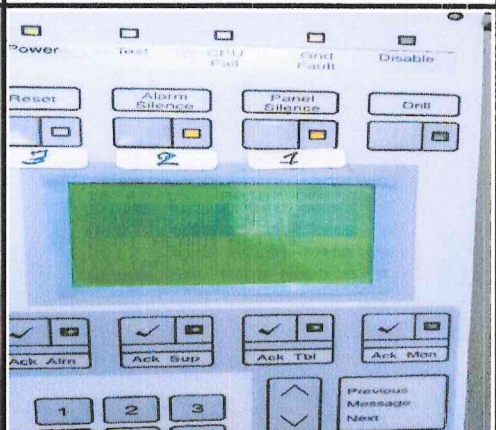 Power
Test
CPU
Fail
Gnd
Fault
Disable
Reset
Alarm
Silence
Panel
Silence
Drill
3
2
1
Ack Alrm
Ack Sup
Ack Tbl
Ack Mon
1
2
3
Previous
Message
Next